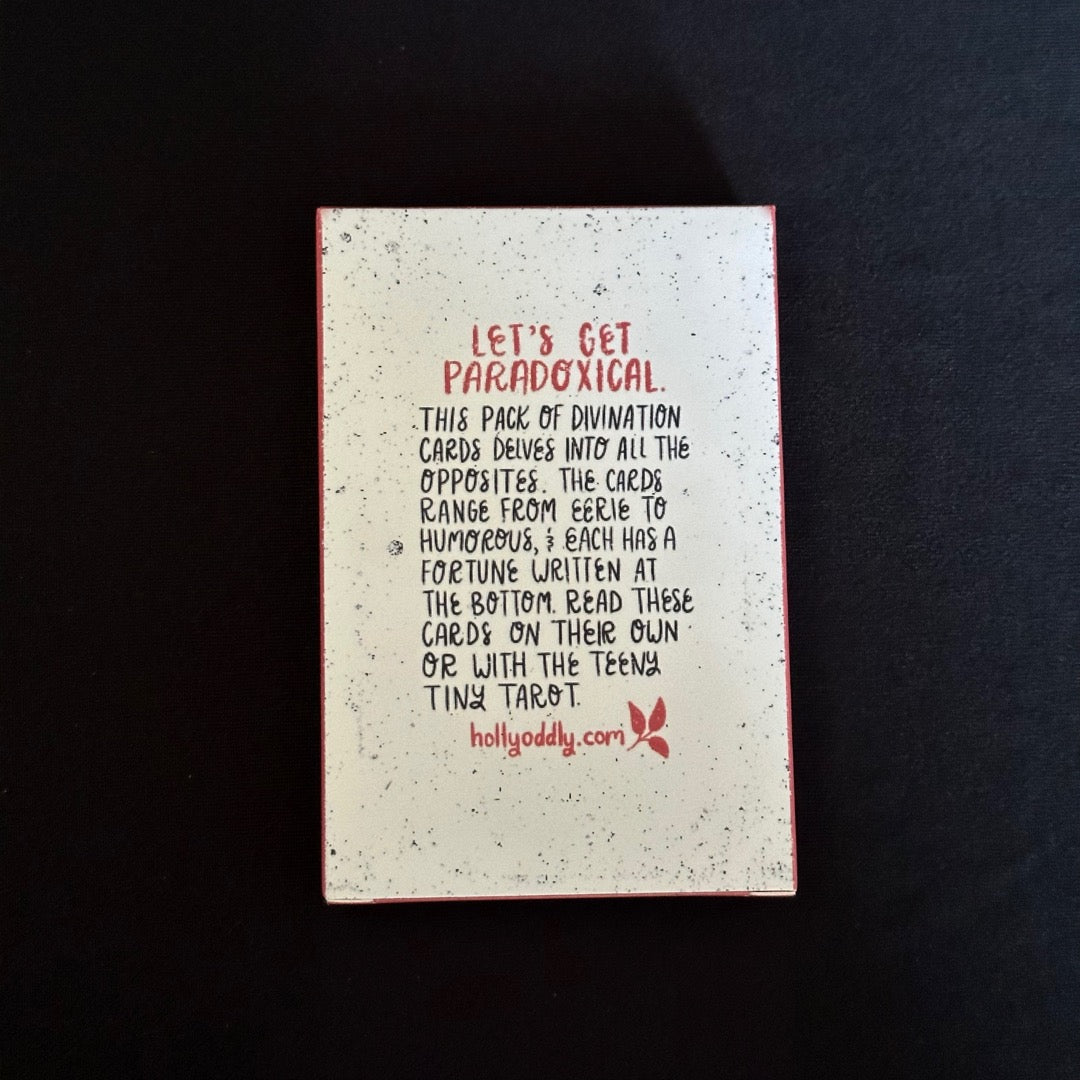 LET'S GET
PARADOXICAL.
THIS PACK OF DIVINATION
CARDS DELVES INTO ALL THE
OPPOSITES. THE CARDS
RANGE FROM EERIE TO
HUMOROUS, & EACH HAS A
FORTUNE WRITTEN AT
THE BOTTOM. READ THESE
CARDS ON THEIR OWN
OR WITH THE TEENY
TINY TAROT.
hollyoddly.com